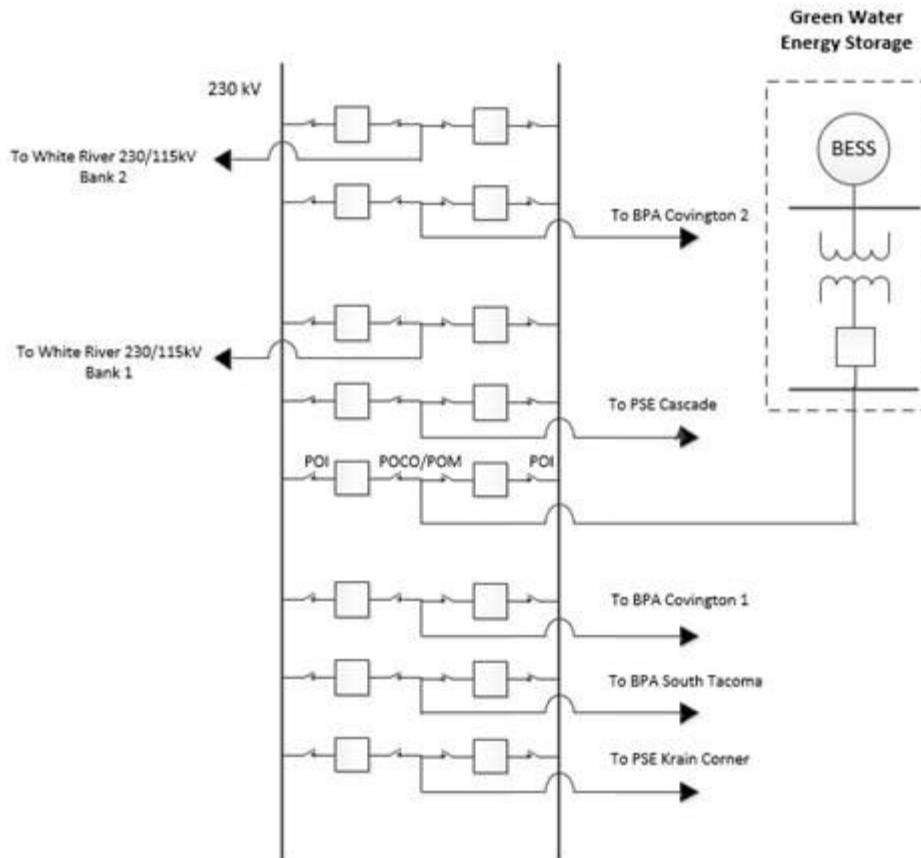 Green Water
Energy Storage
230 kV
BESS
To White River 230/115kV
Bank 2
To BPA Covington 2
To White River 230/115kV
Bank 1
To PSE Cascade
POI
POCO/POM
POI
To BPA Covington 1
To BPA South Tacoma
To PSE Krain Corner